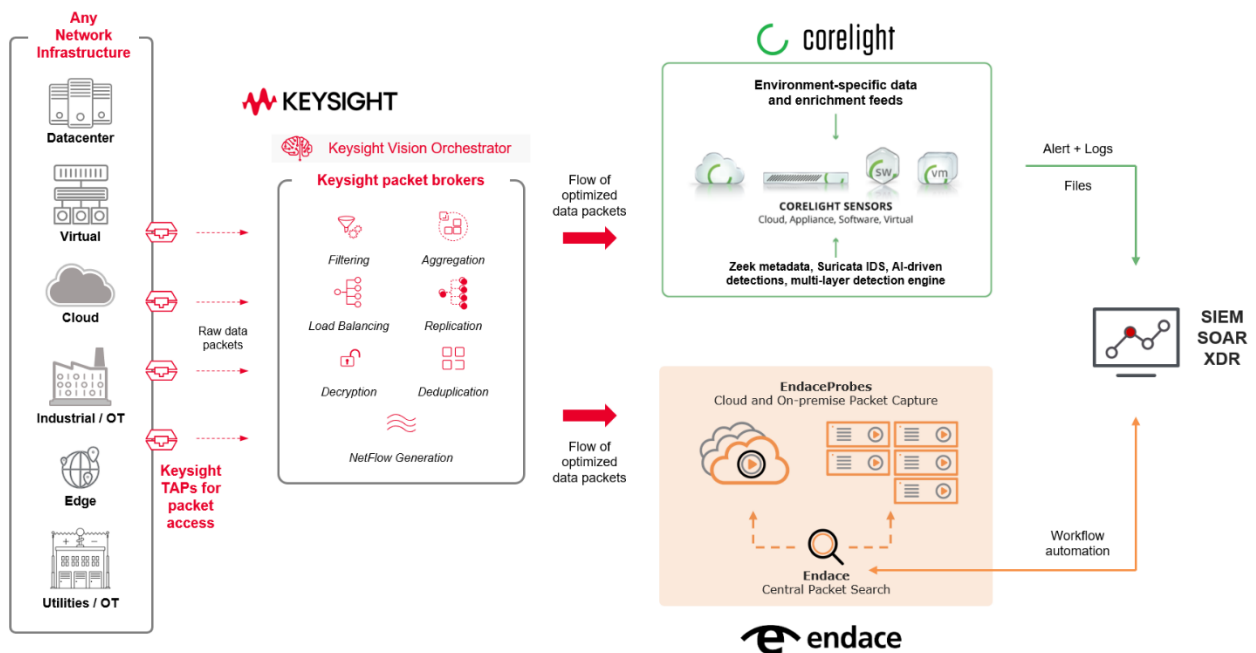 Any
Network
Infrastructure
Datacenter
Virtual
Cloud
Industrial / OT
Edge
Utilities / OT
Keysight
TAPs for
packet
access
Raw data
packets
KEYSIGHT
Keysight Vision Orchestrator
Keysight packet brokers
Filtering
Aggregation
Load Balancing
Replication
Decryption
Deduplication
NetFlow Generation
Flow of
optimized
data packets
Flow of
optimized
data packets
corelight
Environment-specific data
and enrichment feeds
sw
vm
CORELIGHT SENSORS
Cloud, Appliance, Software, Virtual
Zeek metadata, Suricata IDS, AI-driven
detections, multi-layer detection engine
Alert + Logs
Files
SIEM
SOAR
XDR
EndaceProbes
Cloud and On-premise Packet Capture
Endace
Central Packet Search
Workflow
automation
endace